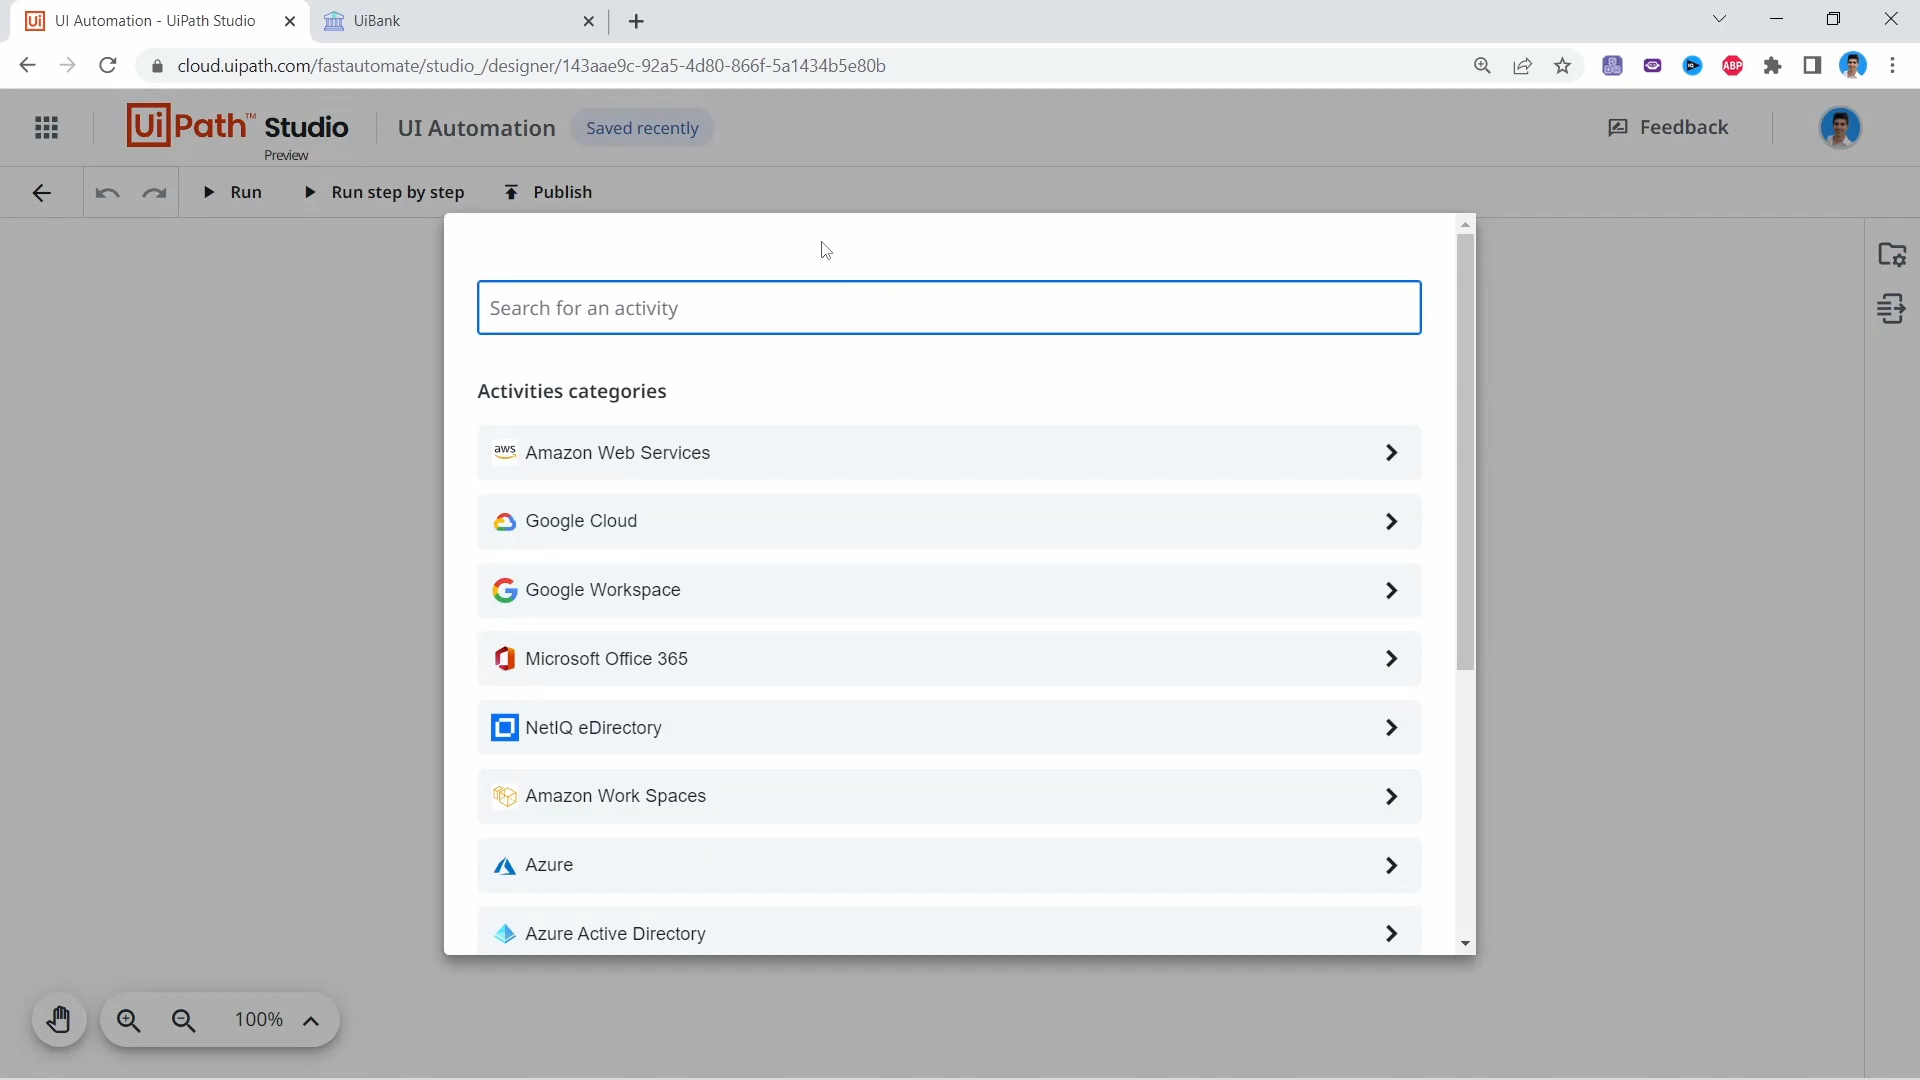 UI Automation - UiPath Studio
UiBank
cloud.uipath.com/fastautomate/studio_/designer/143aae9c-92a5-4d80-866f-5a1434b5e80b
ABP
UiPath™ Studio
Preview
UI Automation
Saved recently
Feedback
Run
Run step by step
Publish
Search for an activity
Activities categories
aws Amazon Web Services
Google Cloud
Google Workspace
Microsoft Office 365
NetIQ eDirectory
Amazon Work Spaces
Azure
Azure Active Directory
100%